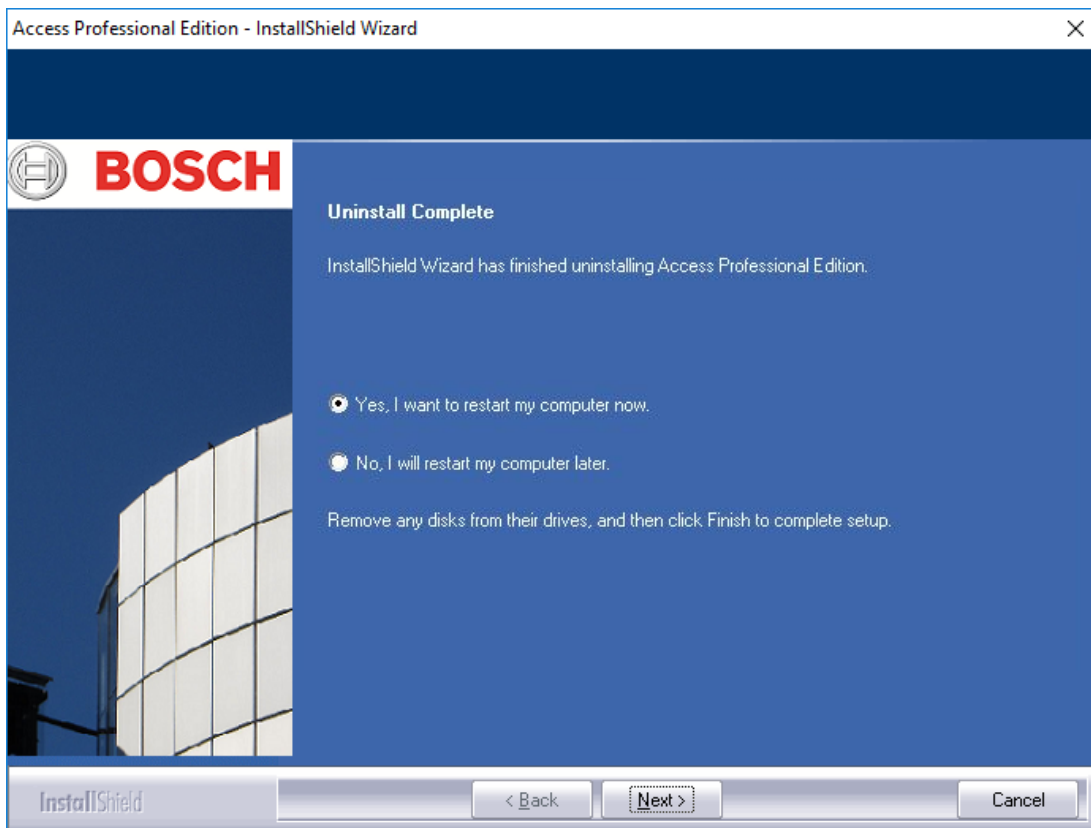 Access Professional Edition - InstallShield Wizard
BOSCH
Uninstall Complete
InstallShield Wizard has finished uninstalling Access Professional Edition.
Yes, I want to restart my computer now.
No, I will restart my computer later.
Remove any disks from their drives, and then click Finish to complete setup.
InstallShield
< Back
Next >
Cancel